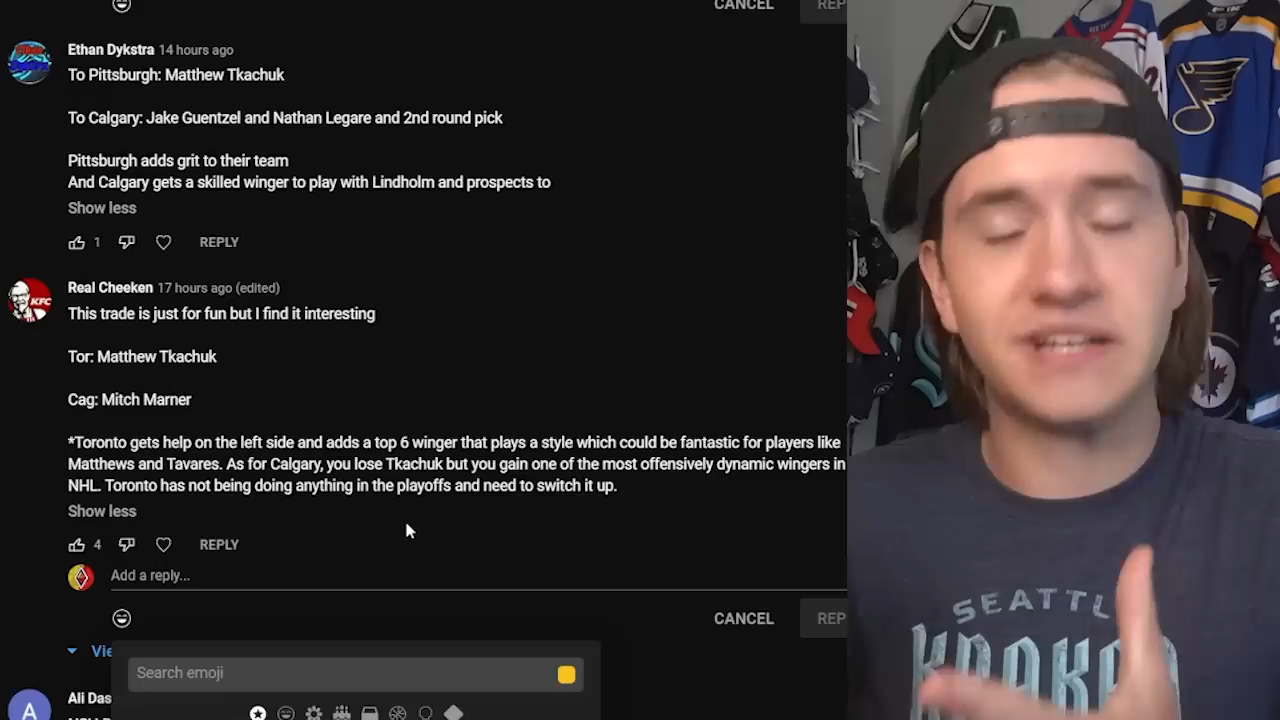 CANCEL
REP
Ethan Dykstra 14 hours ago
To Pittsburgh: Matthew Tkachuk
To Calgary: Jake Guentzel and Nathan Legare and 2nd round pick
Pittsburgh adds grit to their team
And Calgary gets a skilled winger to play with Lindholm and prospects to
Show less
1 REPLY
KFC
Real Cheeken 17 hours ago (edited)
This trade is just for fun but I find it interesting
Tor: Matthew Tkachuk
Cag: Mitch Marner
*Toronto gets help on the left side and adds a top 6 winger that plays a style which could be fantastic for players like
Matthews and Tavares. As for Calgary, you lose Tkachuk but you gain one of the most offensively dynamic wingers in
NHL. Toronto has not being doing anything in the playoffs and need to switch it up.
Show less
4 REPLY
Add a reply...
CANCEL
REP
Vie
Search emoji
A
Ali Das
SEATTL
KRAKE